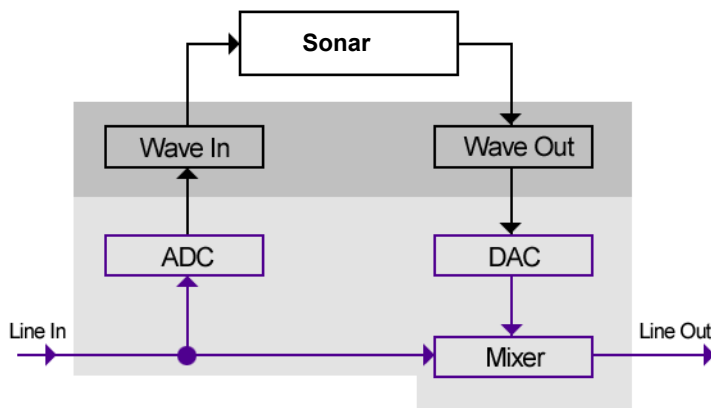 Sonar
Wave In
Wave Out
ADC
DAC
Line In
Mixer
Line Out